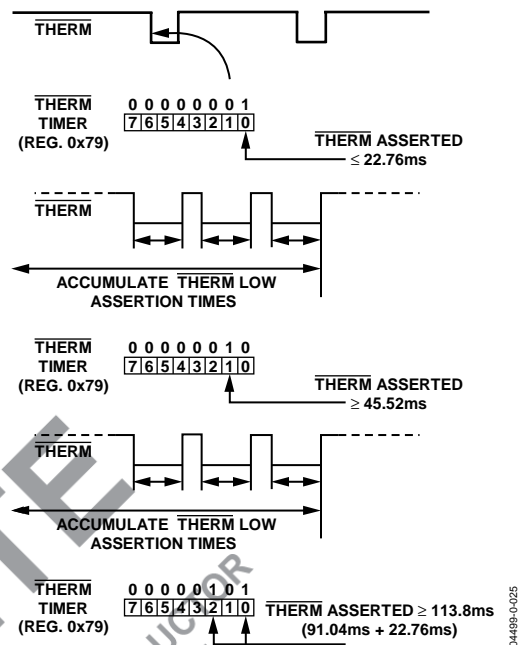 THERM
THERM TIMER (REG. 0x79)
0 0 0 0 0 0 0 1
7 6 5 4 3 2 1 0
THERM ASSERTED
≤ 22.76ms
THERM
ACCUMULATE THERM LOW
ASSERTION TIMES
THERM TIMER (REG. 0x79)
0 0 0 0 0 0 1 0
7 6 5 4 3 2 1 0
THERM ASSERTED
≥ 45.52ms
THERM
ACCUMULATE THERM LOW
ASSERTION TIMES
THERM TIMER (REG. 0x79)
0 0 0 0 0 1 0 1
7 6 5 4 3 2 1 0
THERM ASSERTED ≥ 113.8ms
(91.04ms + 22.76ms)
04499-0-025